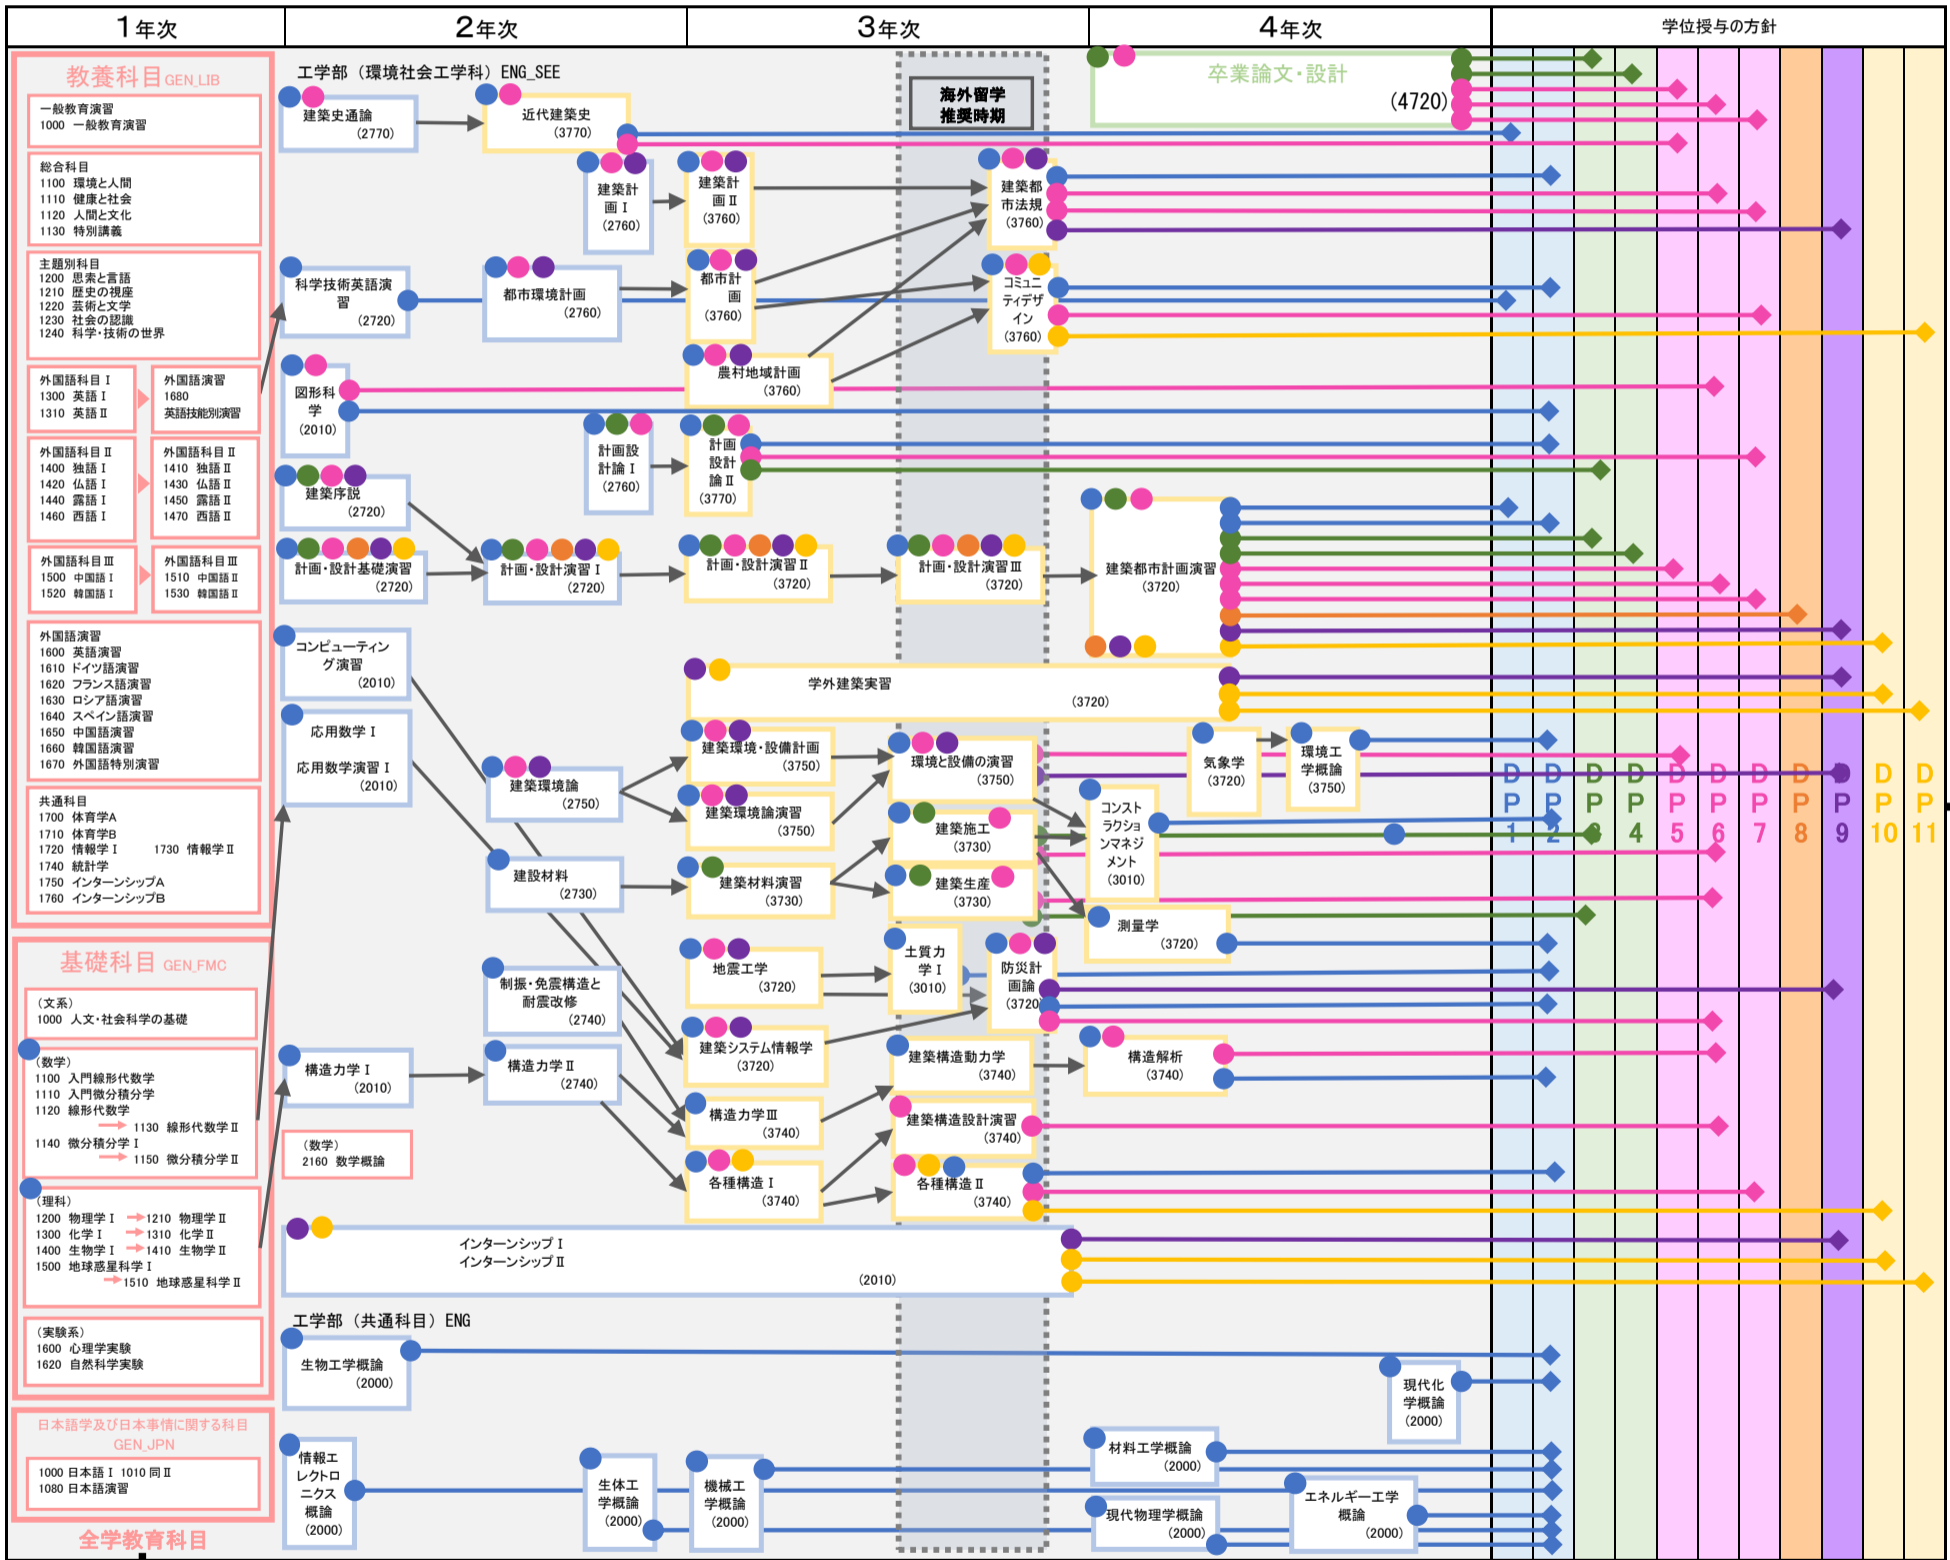 1年次
2年次
3年次
4年次
学位授与の方針
教養科目 GEN_LIB
一般教育演習
1000 一般教育演習
総合科目
1100 環境と人間
1110 健康と社会
1120 人間と文化
1130 特別講義
主題別科目
1200 思索と言語
1210 歴史の視座
1220 芸術と文学
1230 社会の認識
1240 科学・技術の世界
外国語科目Ⅰ
1300 英語Ⅰ
1310 英語Ⅱ
外国語演習
1680
英語技能別演習
外国語科目Ⅱ
1400 独語Ⅰ
1420 仏語Ⅰ
1440 露語Ⅰ
1460 西語Ⅰ
外国語科目Ⅱ
1410 独語Ⅱ
1430 仏語Ⅱ
1450 露語Ⅱ
1470 西語Ⅱ
外国語科目Ⅲ
1500 中国語Ⅰ
1520 韓国語Ⅰ
外国語科目Ⅲ
1510 中国語Ⅱ
1530 韓国語Ⅱ
外国語演習
1600 英語演習
1610 ドイツ語演習
1620 フランス語演習
1630 ロシア語演習
1640 スペイン語演習
1650 中国語演習
1660 韓国語演習
1670 外国語特別演習
共通科目
1700 体育学A
1710 体育学B
1720 情報学Ⅰ 1730 情報学Ⅱ
1740 統計学
1750 インターンシップA
1760 インターンシップB
基礎科目 GEN_FMC
(文系)
1000 人文・社会科学の基礎
(数学)
1100 入門線形代数学
1110 入門微分積分学
1120 線形代数学
1130 線形代数学Ⅱ
1140 微分積分学Ⅰ
1150 微分積分学Ⅱ
(理科)
1200 物理学Ⅰ 1210 物理学Ⅱ
1300 化学Ⅰ 1310 化学Ⅱ
1400 生物学Ⅰ 1410 生物学Ⅱ
1500 地球惑星科学Ⅰ
1510 地球惑星科学Ⅱ
(実験系)
1600 心理学実験
1620 自然科学実験
日本語学及び日本事情に関する科目
GEN_JPN
1000 日本語Ⅰ 1010 同Ⅱ
1080 日本語演習
全学教育科目
工学部(環境社会工学科)ENG_SEE
海外留学
推奨時期
卒業論文・設計
(4720)
建築史通論
(2770)
近代建築史
(3770)
建築計
画Ⅰ
(2760)
建築計
画Ⅱ
(3760)
建築都
市法規
(3760)
科学技術英語演
習
(2720)
都市環境計画
(2760)
都市計
画
(3760)
コミュニ
ティデザ
イン
(3760)
農村地域計画
(3760)
図形科
学
(2010)
計画設
計論Ⅰ
(2760)
計画
設計
論Ⅱ
(3770)
建築序説
(2720)
計画・設計基礎演習
(2720)
計画・設計演習Ⅰ
(2720)
計画・設計演習Ⅱ
(3720)
計画・設計演習Ⅲ
(3720)
建築都市計画演習
(3720)
コンピューティン
グ演習
(2010)
学外建築実習
(3720)
応用数学Ⅰ
応用数学演習Ⅰ
(2010)
建築環境論
(2750)
建築環境・設備計画
(3750)
環境と設備の演習
(3750)
気象学
(3720)
環境工
学概論
(3750)
建築環境論演習
(3750)
建築施工
(3730)
コンスト
ラクショ
ンマネジ
メント
(3010)
建設材料
(2730)
建築材料演習
(3730)
建築生産
(3730)
測量学
(3720)
地震工学
(3720)
土質力
学Ⅰ
(3010)
防災計
画論
(3720)
制振・免震構造と
耐震改修
(2740)
建築システム情報学
(3720)
構造力学Ⅰ
(2010)
構造力学Ⅱ
(2740)
建築構造動力学
(3740)
構造解析
(3740)
構造力学Ⅲ
(3740)
建築構造設計演習
(3740)
(数学)
2160 数学概論
各種構造Ⅰ
(3740)
各種構造Ⅱ
(3740)
インターンシップⅠ
インターンシップⅡ
(2010)
工学部(共通科目)ENG
生物工学概論
(2000)
現代化
学概論
(2000)
情報エ
レクトロ
ニクス
概論
(2000)
生体工
学概論
(2000)
機械工
学概論
(2000)
材料工学概論
(2000)
現代物理学概論
(2000)
エネルギー工学
概論
(2000)
DP1
DP2
DP3
DP4
DP5
DP6
DP7
DP8
DP9
DP10
DP11